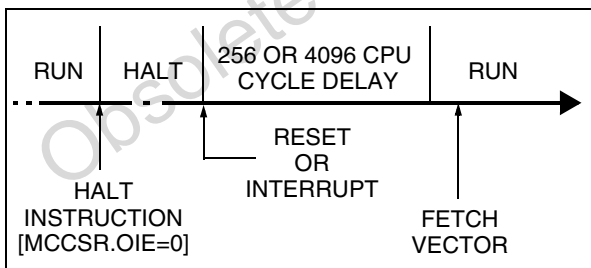 RUN
HALT
256 OR 4096 CPU
CYCLE DELAY
RUN
RESET
OR
INTERRUPT
HALT
INSTRUCTION
[MCCSR.OIE=0]
FETCH
VECTOR
Obsolete